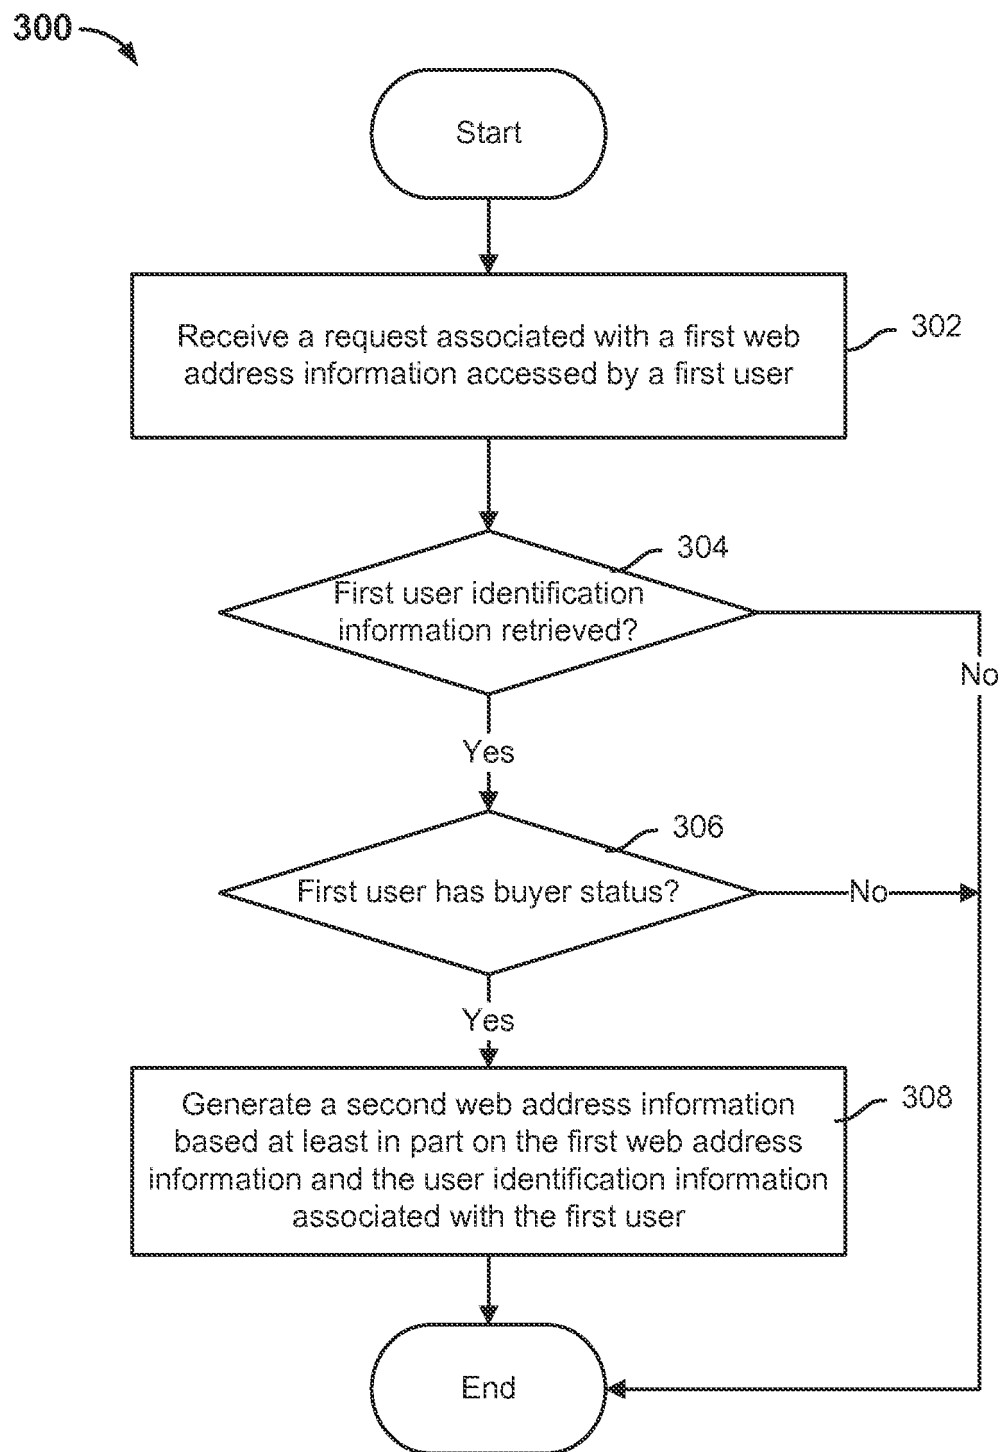 300
Start
Receive a request associated with a first web
address information accessed by a first user
302
304
First user identification
information retrieved?
No
Yes
306
First user has buyer status?
No
Yes
308
Generate a second web address information
based at least in part on the first web address
information and the user identification information
associated with the first user
End